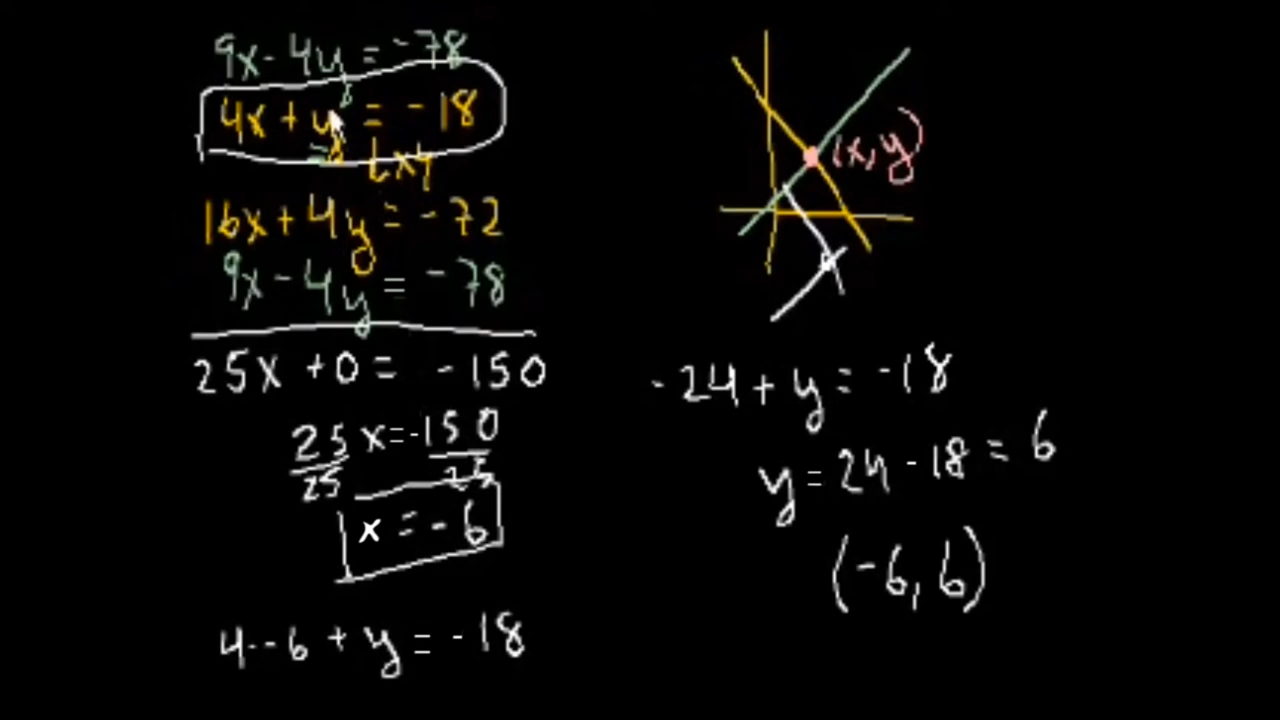 9x-4y = -78
4x+y = -18
16x+4y = -72
9x-4y = -78
25x +0 = -150
25x=-150
25 25
x = -6
4·-6 + y = -18
(x,y)
-24+y = -18
y = 24-18 = 6
(-6,6)